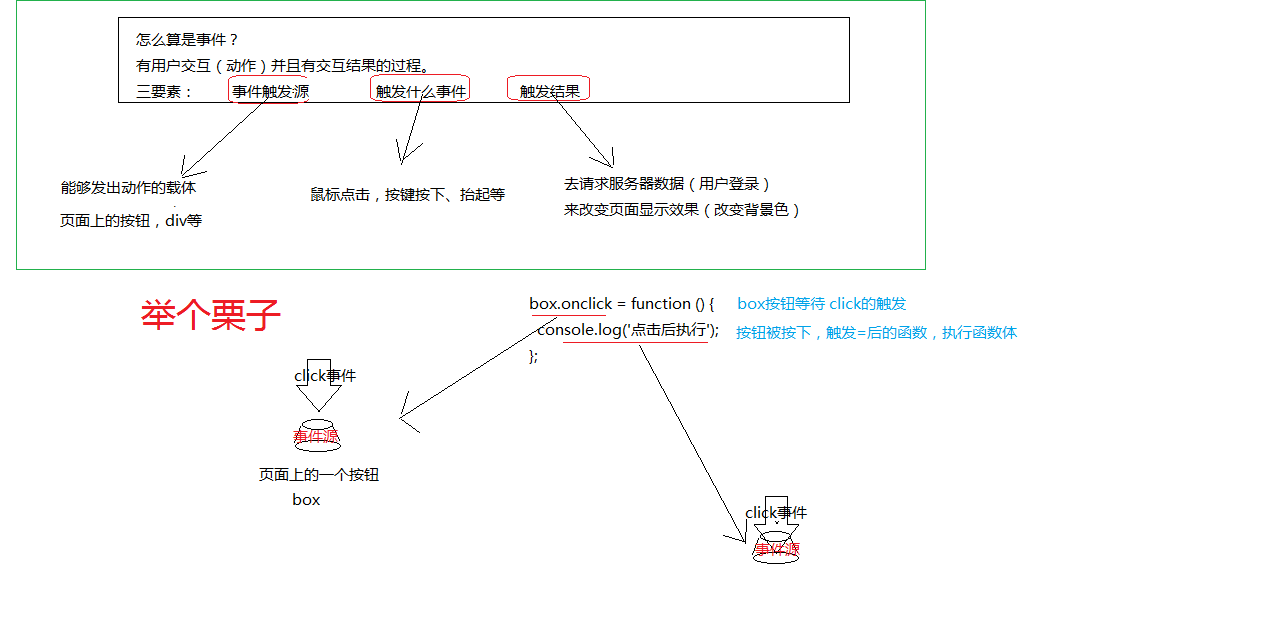 怎么算是事件？
有用户交互（动作）并且有交互结果的过程。
三要素： 事件触发源 触发什么事件 触发结果
能够发出动作的载体
页面上的按钮，div等
鼠标点击，按键按下、抬起等
去请求服务器数据（用户登录）
来改变页面显示效果（改变背景色）
举个栗子
box.onclick = function () { box按钮等待 click的触发
console.log('点击后执行'); 按钮被按下，触发=后的函数，执行函数体
};
click事件
事件源
页面上的一个按钮
box
click事件
事件源